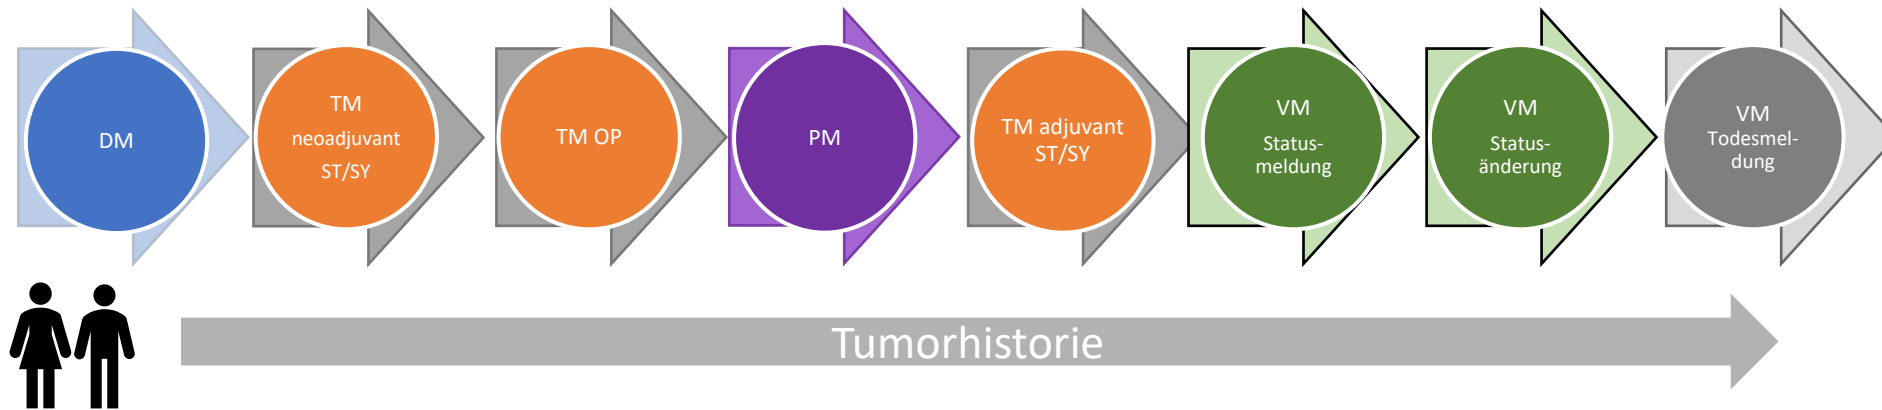 DM
TM
neoadjuvant
ST/SY
TM OP
PM
TM adjuvant
ST/SY
VM
Status-
meldung
VM
Status-
änderung
VM
Todesmel-
dung
Tumorhistorie